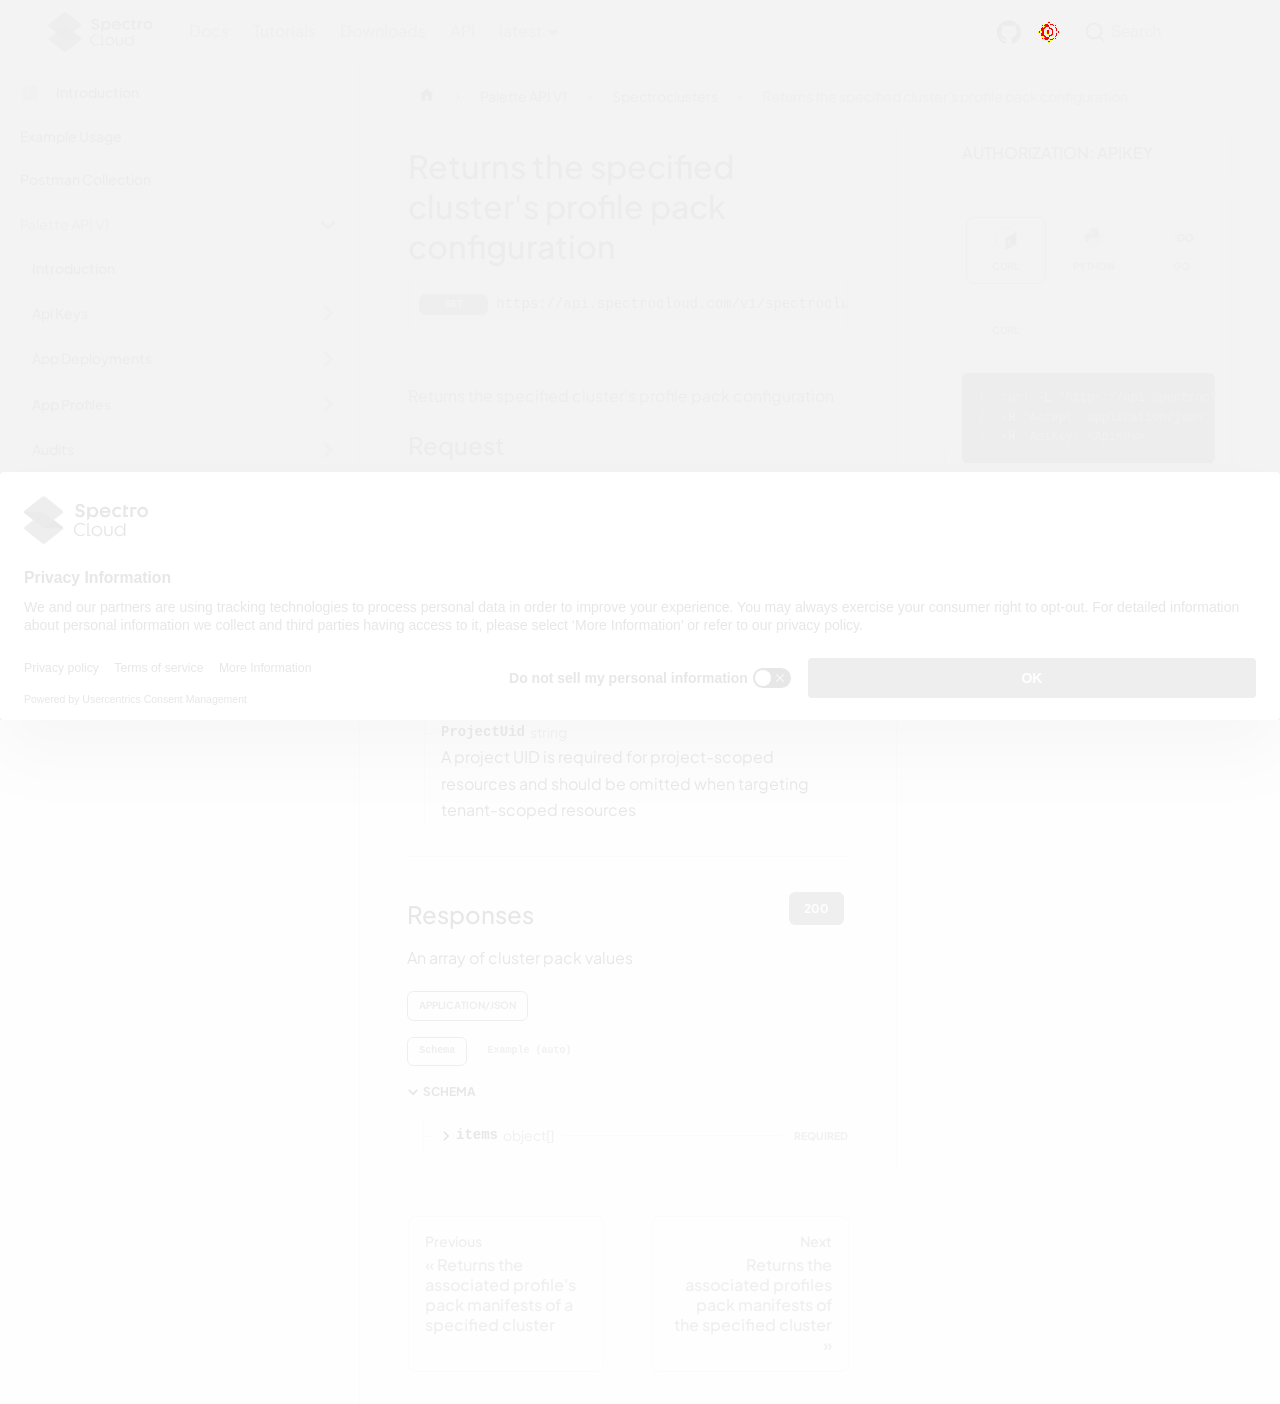 Spectro Cloud
Docs Tutorials Downloads API latest
Search
Introduction
Example Usage
Postman Collection
Palette API V1
Introduction
Api Keys
App Deployments
App Profiles
Audits
Palette API V1
Spectroclusters
Returns the specified cluster's profile pack configuration
Returns the specified
cluster's profile pack
configuration
GET https://api.spectrocloud.com/v1/spectroclu
Returns the specified cluster's profile pack configuration
Request
AUTHORIZATION: APIKEY
CURL PYTHON GO
CURL
Spectro
Cloud
Privacy Information
We and our partners are using tracking technologies to process personal data in order to improve your experience. You may always exercise your consumer right to opt-out. For detailed information
about personal information we collect and third parties having access to it, please select 'More Information' or refer to our privacy policy.
Privacy policy Terms of service More Information
Powered by Usercentrics Consent Management
Do not sell my personal information
OK
ProjectUid string
A project UID is required for project-scoped
resources and should be omitted when targeting
tenant-scoped resources
Responses
200
An array of cluster pack values
APPLICATION/JSON
Schema Example (auto)
SCHEMA
items object[] REQUIRED
Previous
« Returns the
associated profile's
pack manifests of a
specified cluster
Next
Returns the
associated profiles
pack manifests of
the specified cluster
»